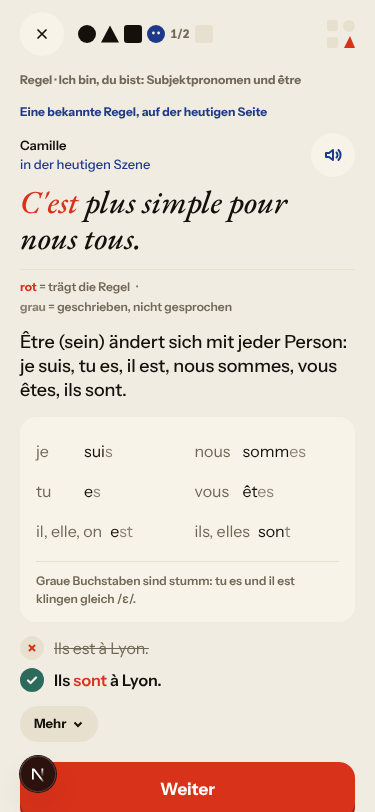 1/2
Regel · Ich bin, du bist: Subjektpronomen und être
Eine bekannte Regel, auf der heutigen Seite
Camille
in der heutigen Szene
C'est plus simple pour
nous tous.
rot = trägt die Regel ·
grau = geschrieben, nicht gesprochen
Être (sein) ändert sich mit jeder Person:
je suis, tu es, il est, nous sommes, vous
êtes, ils sont.
je suis nous sommes
tu es vous êtes
il, elle, on est ils, elles sont
Graue Buchstaben sind stumm: tu es und il est
klingen gleich /ɛ/.
Ils est à Lyon.
Ils sont à Lyon.
Mehr
N
Weiter